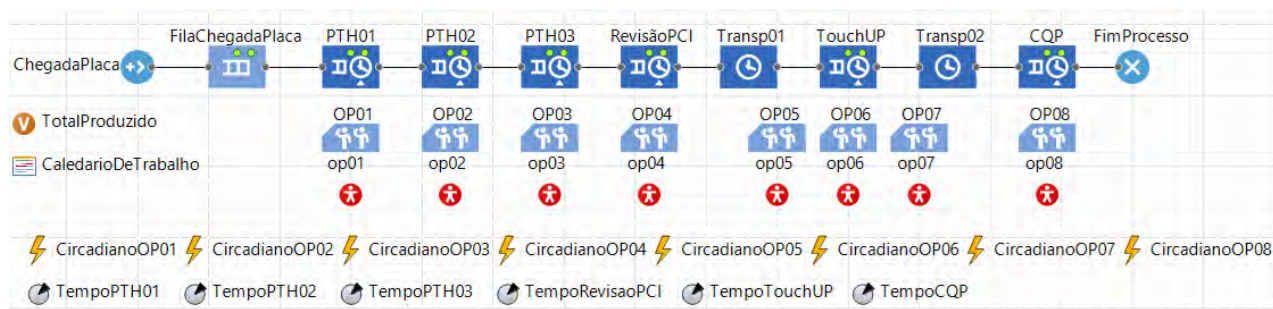 FilaChegadaPlaca PTH01 PTH02 PTH03 RevisãoPCI Transp01 TouchUP Transp02 CQP FimProcesso
ChegadaPlaca
OP01 OP02 OP03 OP04 OP05 OP06 OP07 OP08
V TotalProduzido
CaledarioDeTrabalho op01 op02 op03 op04 op05 op06 op07 op08
CircadianoOP01 CircadianoOP02 CircadianoOP03 CircadianoOP04 CircadianoOP05 CircadianoOP06 CircadianoOP07 CircadianoOP08
TempoPTH01 TempoPTH02 TempoPTH03 TempoRevisaoPCI TempoTouchUP TempoCQP